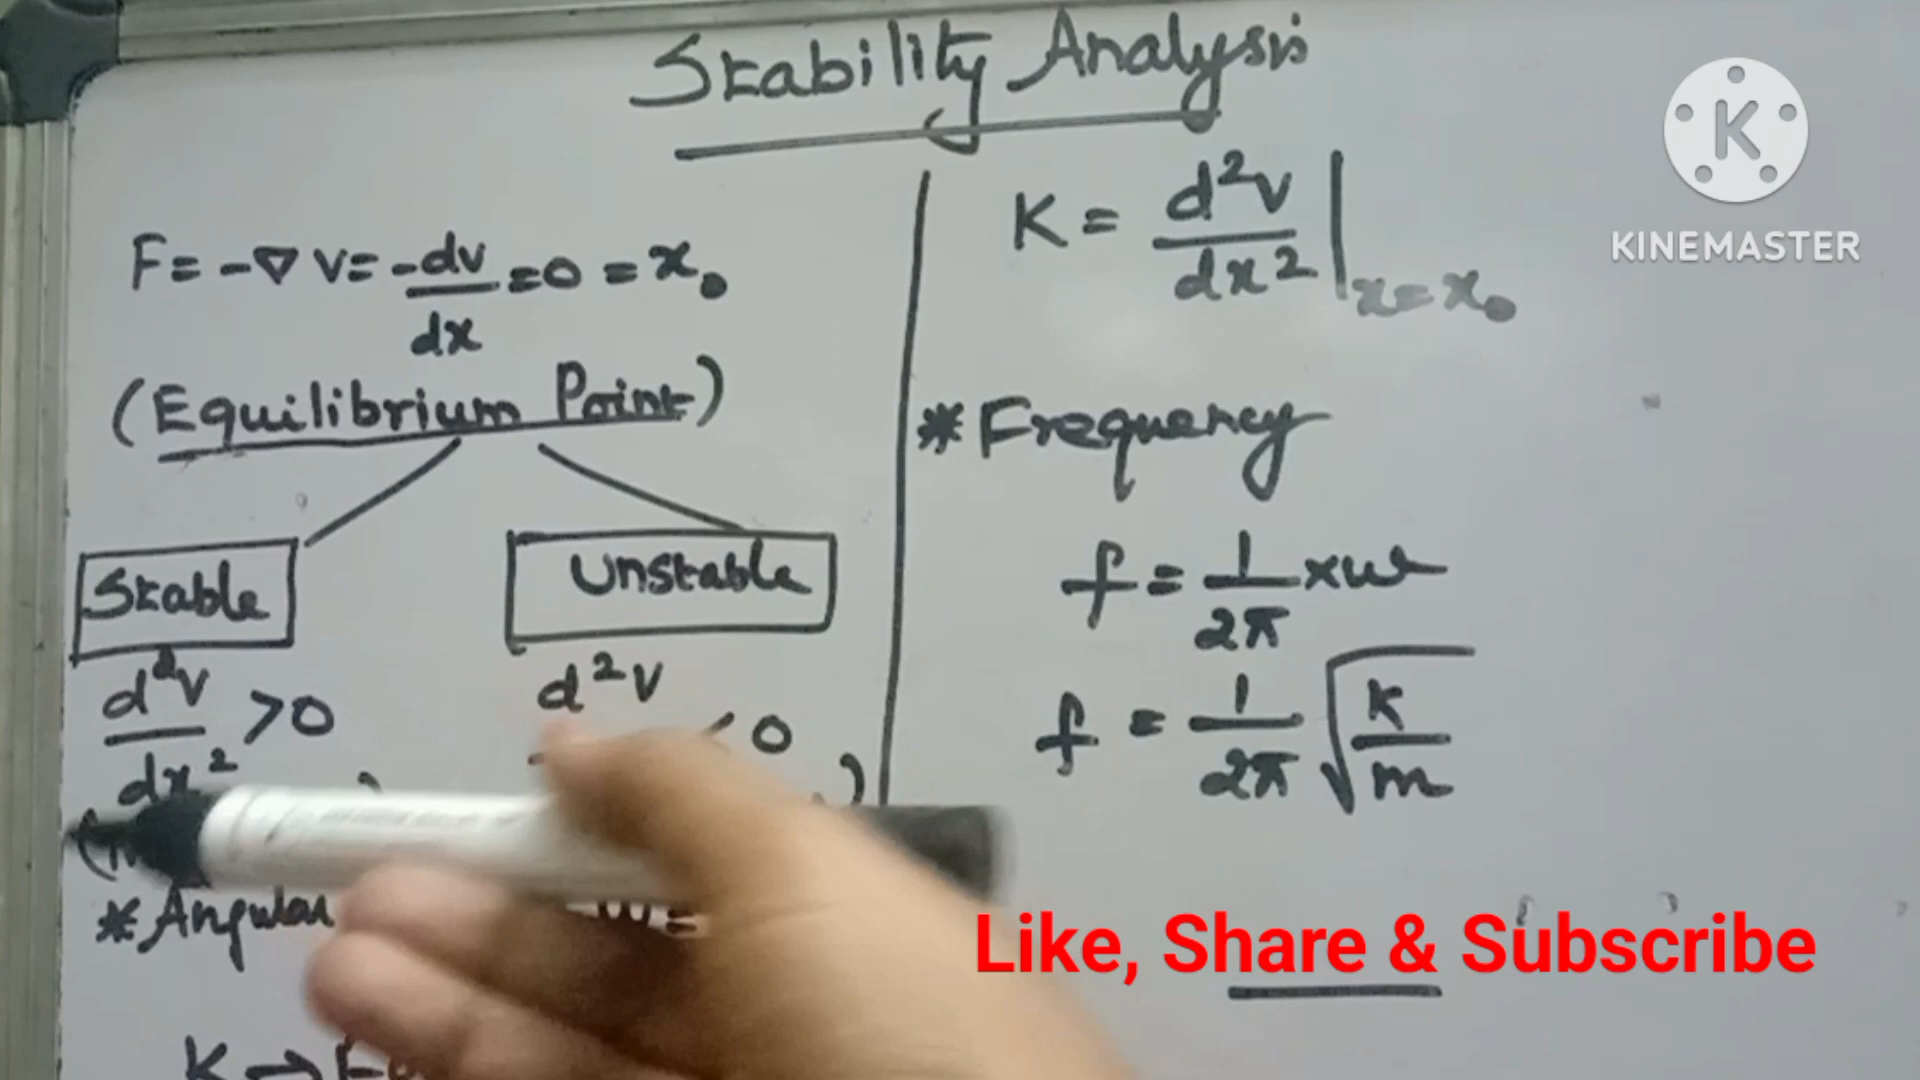 Stability Analysis
F = -∇V = -dv/dx = 0 = x₀
(Equilibrium Point)
Stable
Unstable
d²V/dx² > 0
d²V < 0
* Angular
W =
K →
K = d²V/dx² |x=x₀
* Frequency
f = 1/2π × ω
f = 1/2π √K/m
K
KINEMASTER
Like, Share & Subscribe